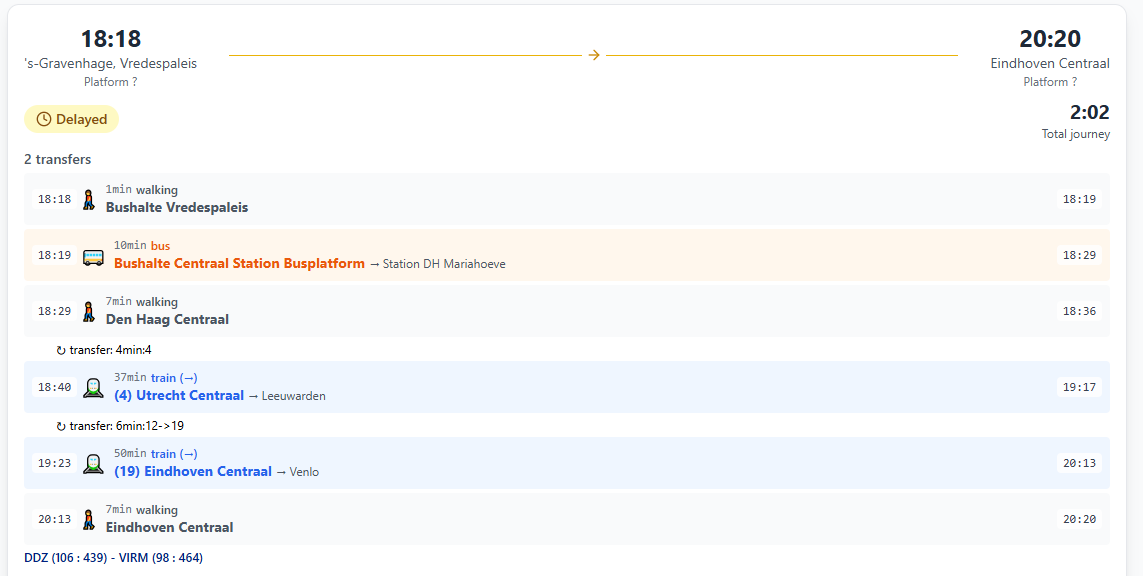 18:18
's-Gravenhage, Vredespaleis
Platform ?
→
20:20
Eindhoven Centraal
Platform ?
Delayed
2:02
Total journey
2 transfers
18:18 1min walking
Bushalte Vredespaleis
18:19
18:19 10min bus
Bushalte Centraal Station Busplatform → Station DH Mariahoeve
18:29
18:29 7min walking
Den Haag Centraal
18:36
↻ transfer: 4min:4
18:40 37min train (→)
(4) Utrecht Centraal → Leeuwarden
19:17
↻ transfer: 6min:12->19
19:23 50min train (→)
(19) Eindhoven Centraal → Venlo
20:13
20:13 7min walking
Eindhoven Centraal
20:20
DDZ (106 : 439) - VIRM (98 : 464)